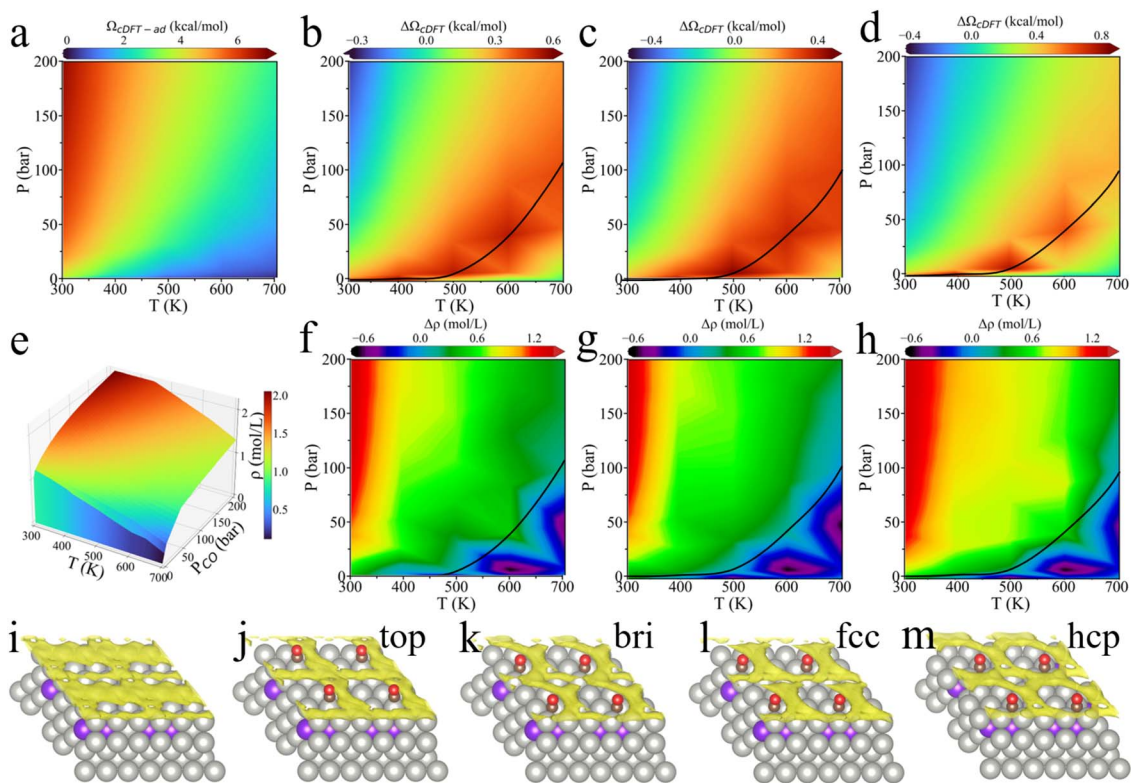 a
Ω_cDFT−ad (kcal/mol)
0 2 4 6
200
150
100
50
0
P (bar)
300 400 500 600 700
T (K)
b
ΔΩ_cDFT (kcal/mol)
−0.3 0.0 0.3 0.6
200
150
100
50
0
P (bar)
300 400 500 600 700
T (K)
c
ΔΩ_cDFT (kcal/mol)
−0.4 0.0 0.4
200
150
100
50
0
P (bar)
300 400 500 600 700
T (K)
d
ΔΩ_cDFT (kcal/mol)
−0.4 0.0 0.4 0.8
200
150
100
50
0
P (bar)
300 400 500 600 700
T (K)
e
2.0
1.5
1.0
0.5
ρ (mol/L)
2
1
0
200
150
100
50
P_CO (bar)
300 400 500 600 7000
T (K)
f
Δρ (mol/L)
−0.6 0.0 0.6 1.2
200
150
100
50
0
P (bar)
300 400 500 600 700
T (K)
g
Δρ (mol/L)
−0.6 0.0 0.6 1.2
200
150
100
50
0
P (bar)
300 400 500 600 700
T (K)
h
Δρ (mol/L)
−0.6 0.0 0.6 1.2
200
150
100
50
0
P (bar)
300 400 500 600 700
T (K)
i
j top
k bri
l fcc
m hcp